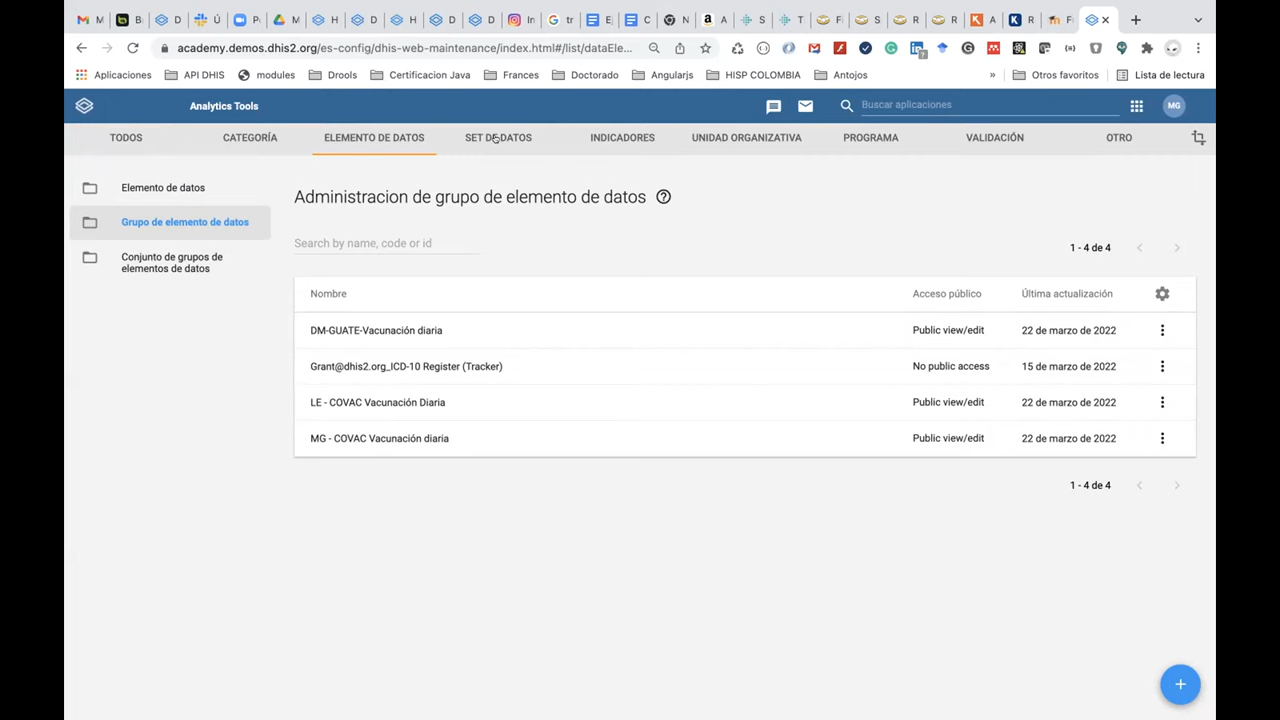 M
B
D
Ú
P
M
H
D
H
D
D
In
tr
E
C
N
A
S
T
F
S
R
R
A
R
F
academy.demos.dhis2.org/es-config/dhis-web-maintenance/index.html#/list/dataEle...
Aplicaciones
API DHIS
modules
Drools
Certificacion Java
Frances
Doctorado
Angularjs
HISP COLOMBIA
Antojos
»
Otros favoritos
Lista de lectura
Analytics Tools
Buscar aplicaciones
MG
TODOS
CATEGORÍA
ELEMENTO DE DATOS
SET DE DATOS
INDICADORES
UNIDAD ORGANIZATIVA
PROGRAMA
VALIDACIÓN
OTRO
Elemento de datos
Grupo de elemento de datos
Conjunto de grupos de
elementos de datos
Administracion de grupo de elemento de datos
Search by name, code or id
1 - 4 de 4
Nombre
Acceso público
Última actualización
DM-GUATE-Vacunación diaria
Public view/edit
22 de marzo de 2022
Grant@dhis2.org_ICD-10 Register (Tracker)
No public access
15 de marzo de 2022
LE - COVAC Vacunación Diaria
Public view/edit
22 de marzo de 2022
MG - COVAC Vacunación diaria
Public view/edit
22 de marzo de 2022
1 - 4 de 4